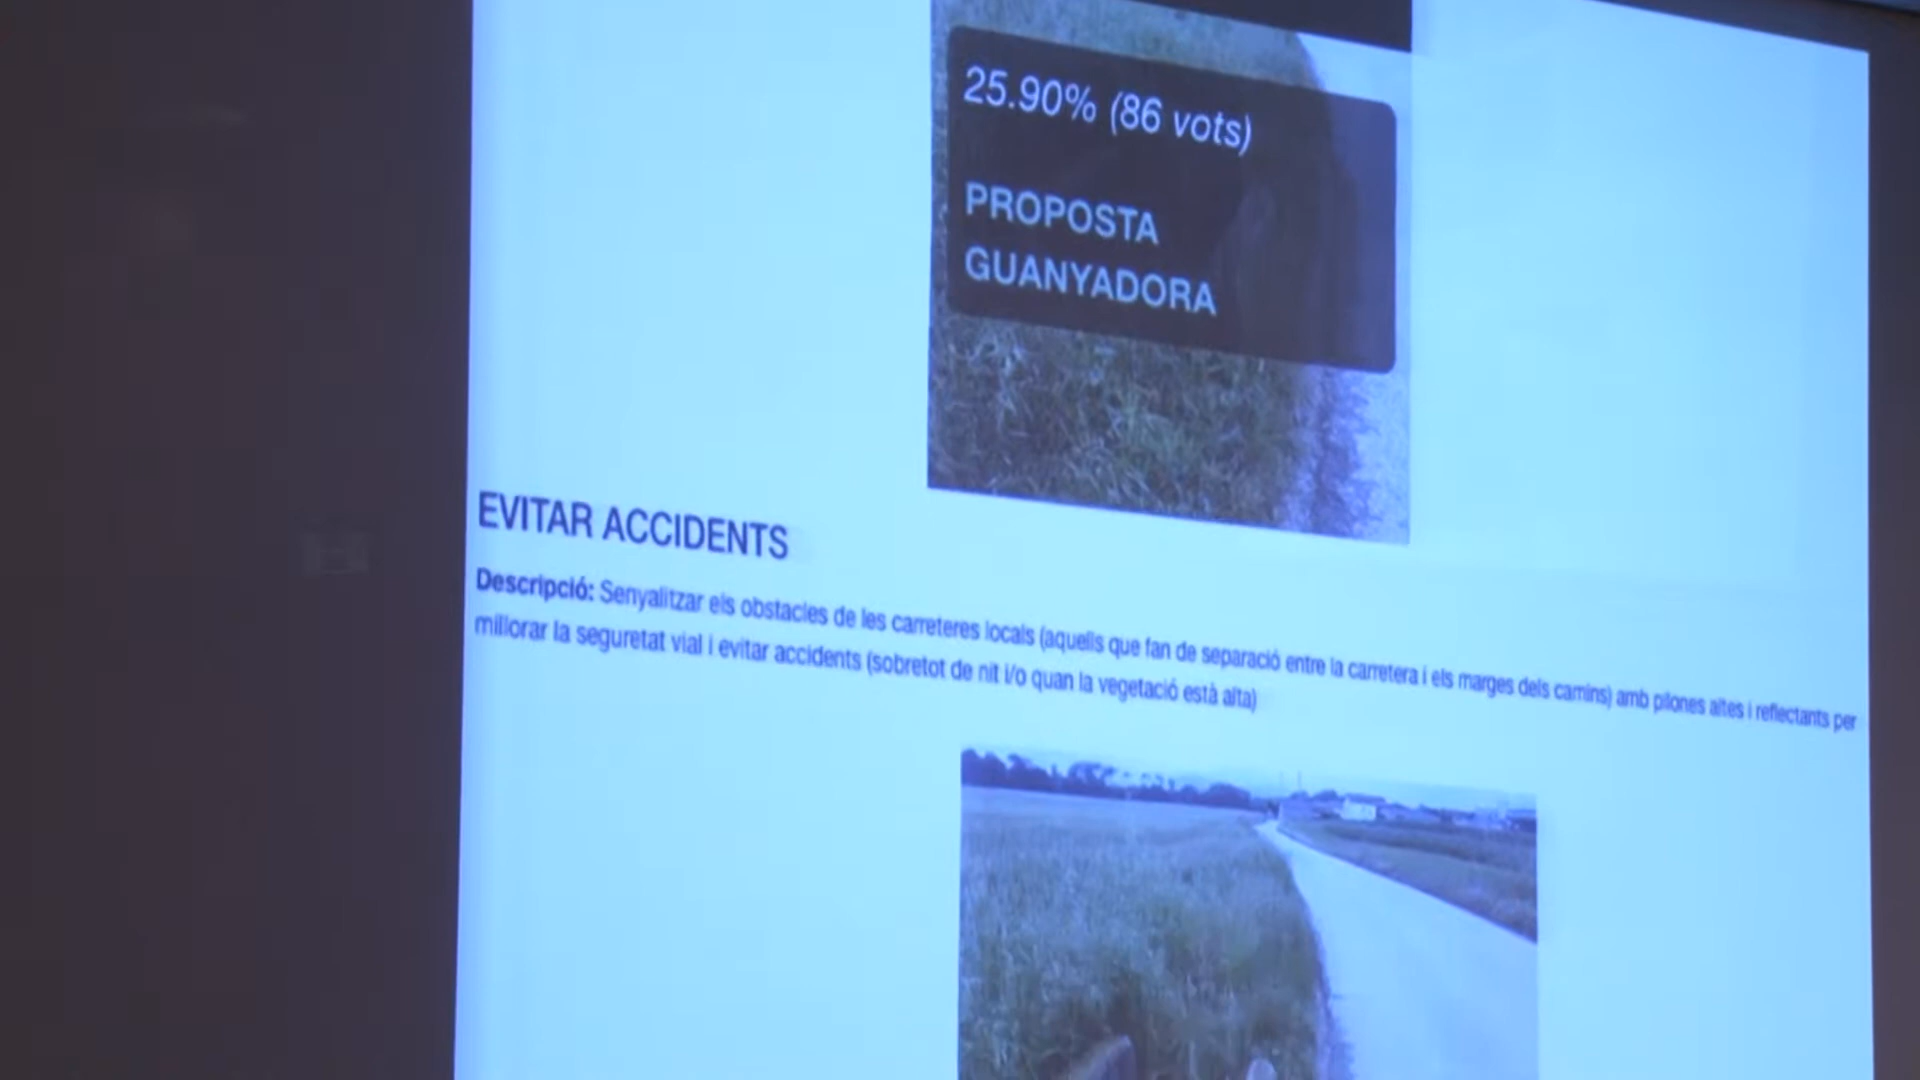 25.90% (86 vots)
PROPOSTA
GUANYADORA
EVITAR ACCIDENTS
Descripció: Senyalitzar els obstacles de les carreteres locals (aquells que fan de separació entre la carretera i els marges dels camins) amb pilones altes i reflectants per
millorar la seguretat vial i evitar accidents (sobretot de nit i/o quan la vegetació està alta)